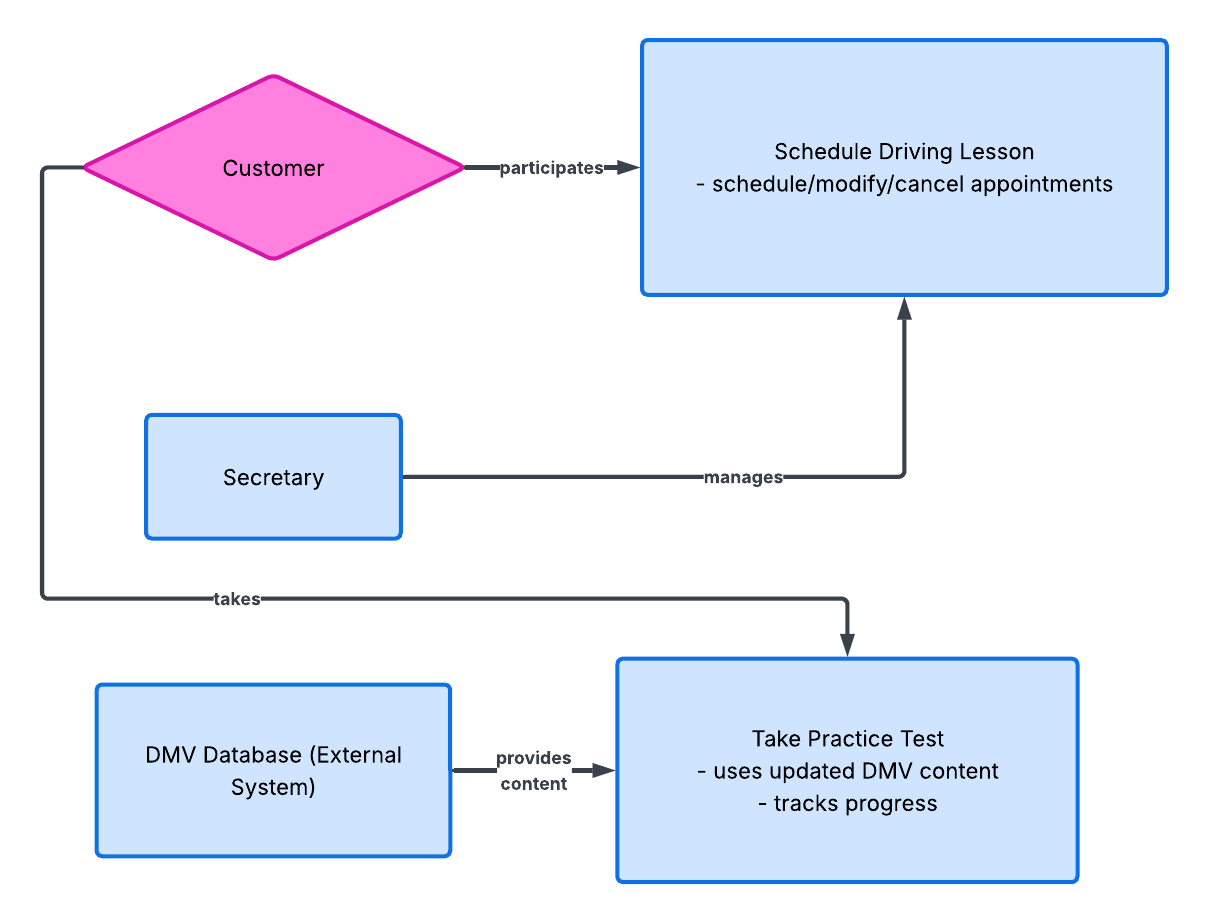 Customer
participates
Schedule Driving Lesson
- schedule/modify/cancel appointments
Secretary
manages
takes
DMV Database (External
System)
provides
content
Take Practice Test
- uses updated DMV content
- tracks progress